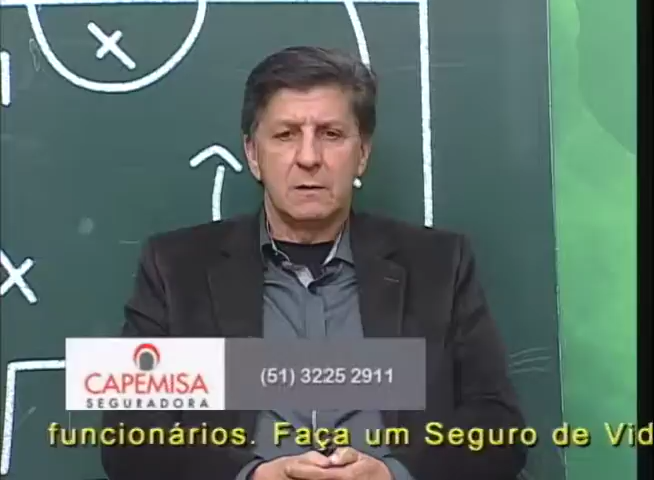 CAPEMISA
SEGURADORA
(51) 3225 2911
funcionários. Faça um Seguro de Vid